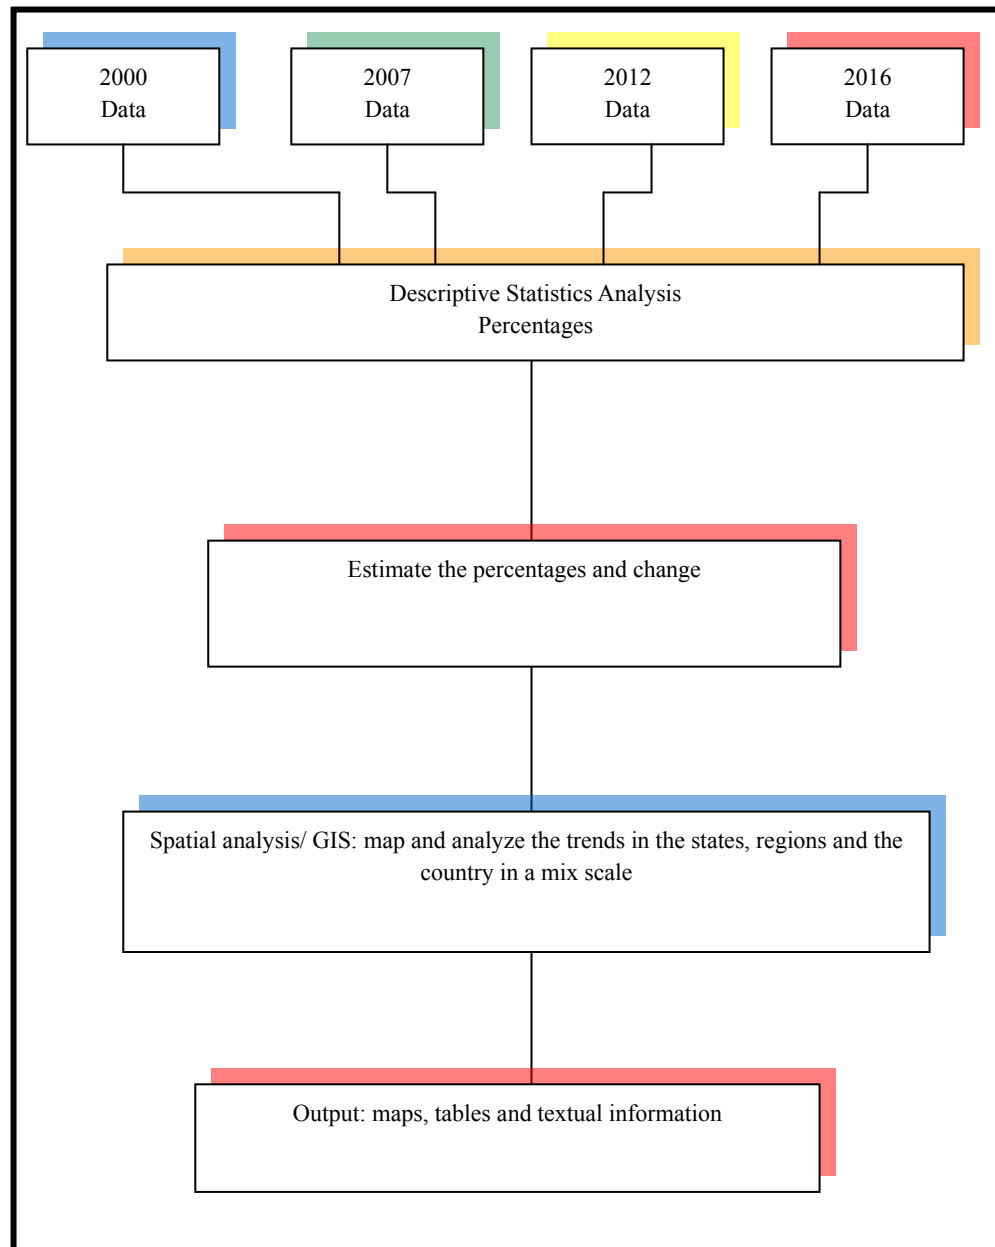 2000
Data
2007
Data
2012
Data
2016
Data
Descriptive Statistics Analysis
Percentages
Estimate the percentages and change
Spatial analysis/ GIS: map and analyze the trends in the states, regions and the
country in a mix scale
Output: maps, tables and textual information